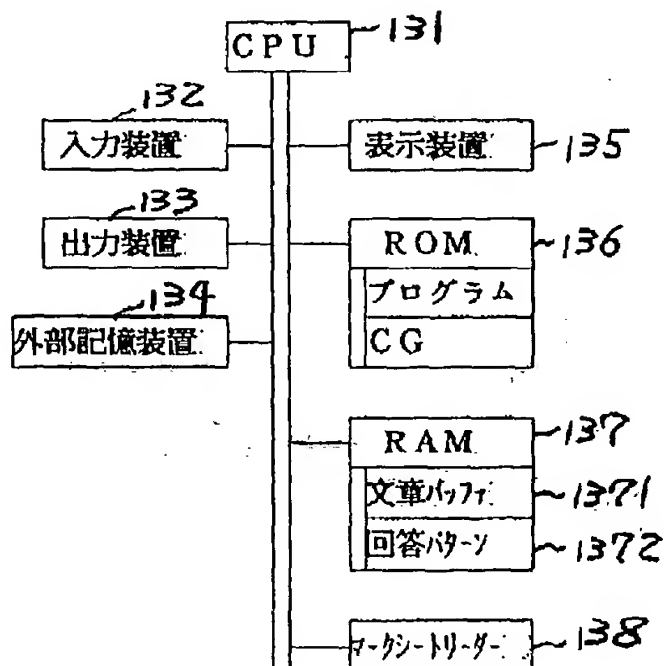 CPU
131
132
入力装置
表示装置
135
133
出力装置
ROM
136
プログラム
CG
134
外部記憶装置
RAM
137
文章バッファ
1371
回答パターン
1372
マークシートリーダー
138